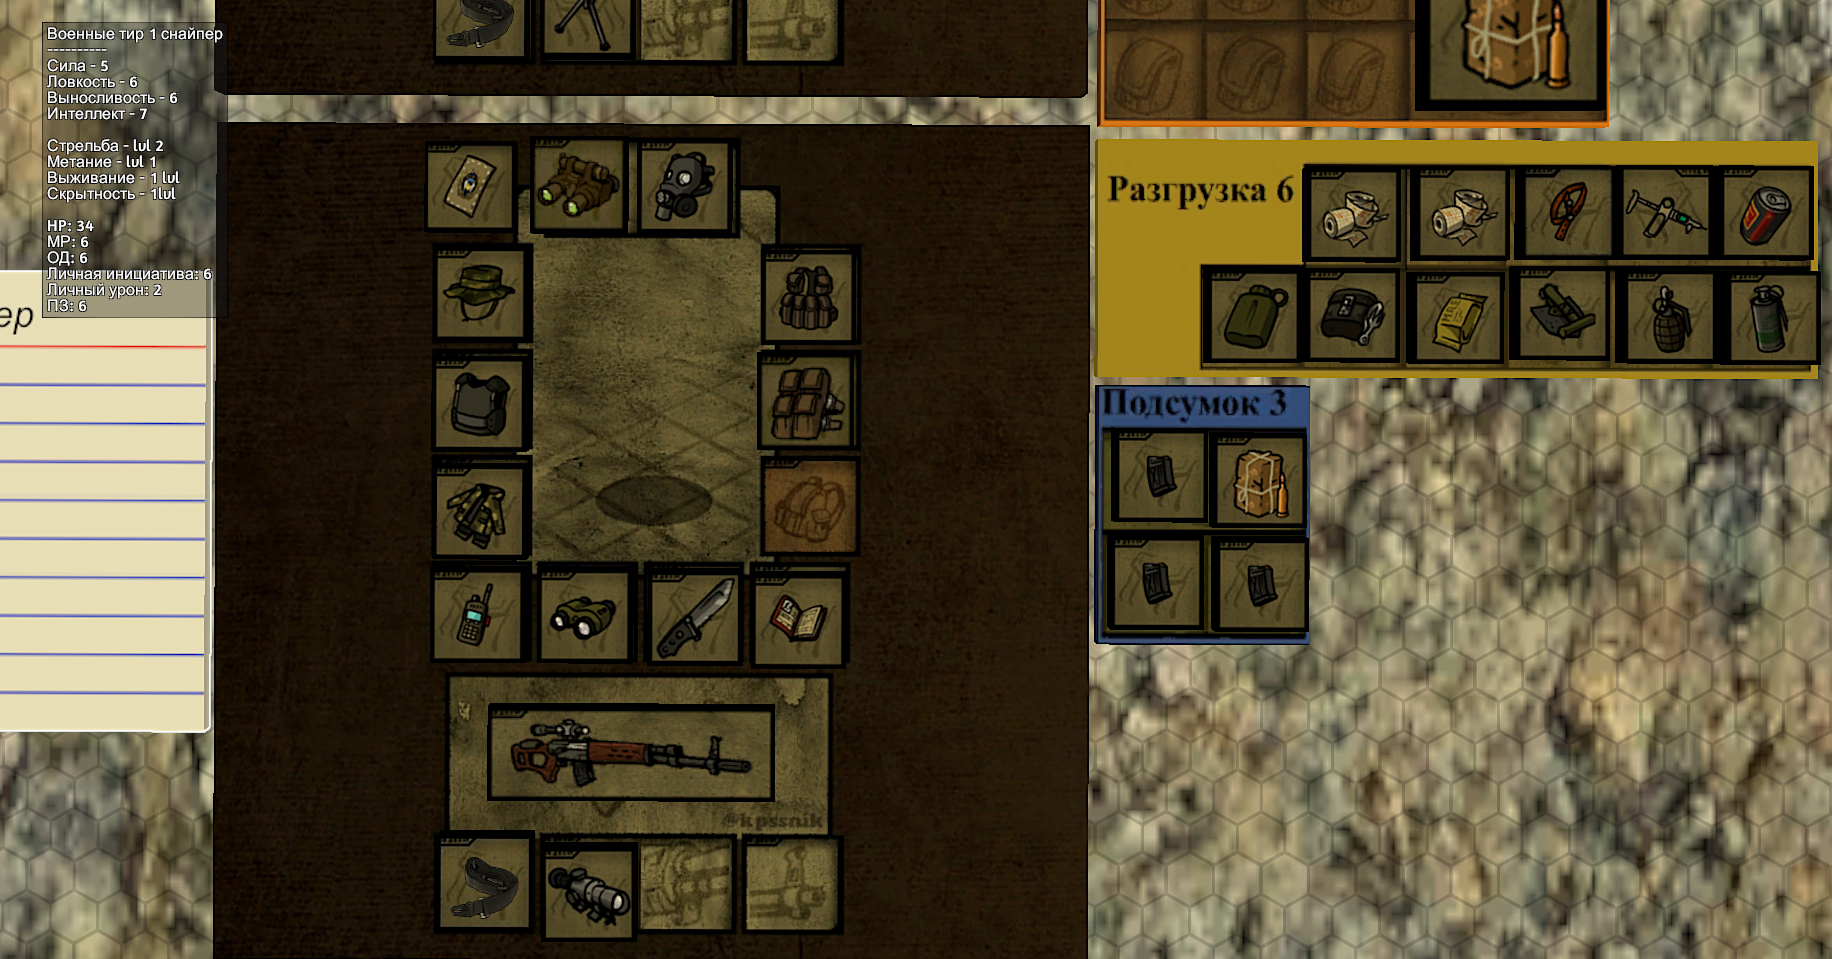 Военные тир 1 снайпер
----------
Сила - 5
Ловкость - 6
Выносливость - 6
Интеллект - 7
Стрельба - lvl 2
Метание - lvl 1
Выживание - 1 lvl
Скрытность - 1lvl
HP: 34
МР: 6
ОД: 6
Личная инициатива: 6
Личный урон: 2
ПЗ: 6
ер
Разгрузка 6
Подсумок 3
@kpssnik